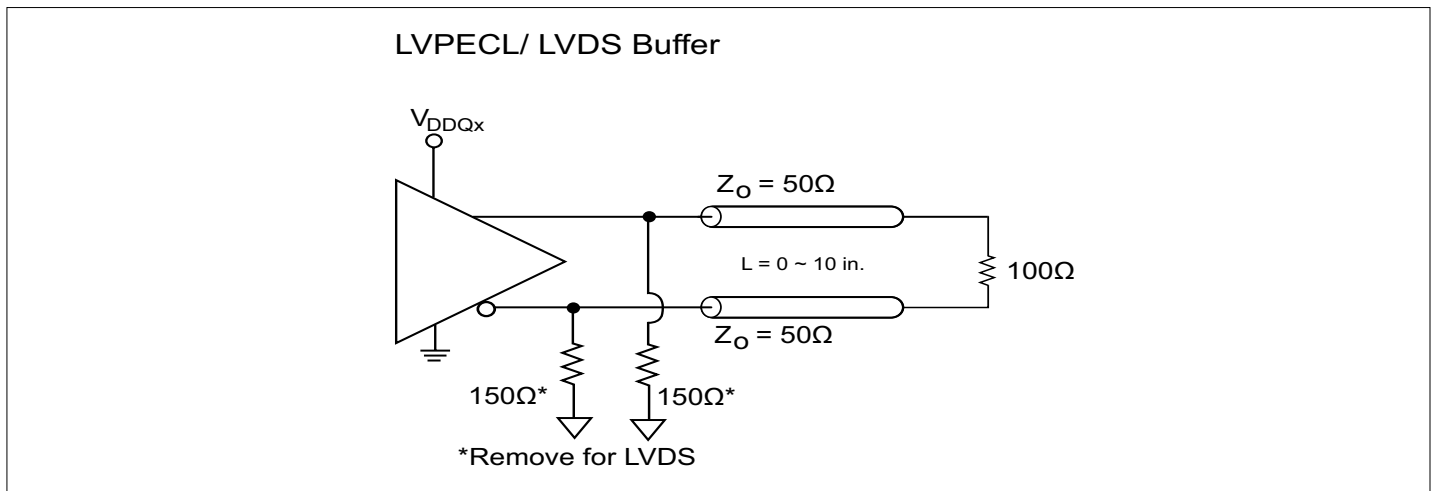 LVPECL/ LVDS Buffer
VDDQx
Zo = 50Ω
L = 0 ~ 10 in.
100Ω
Zo = 50Ω
150Ω*
150Ω*
*Remove for LVDS